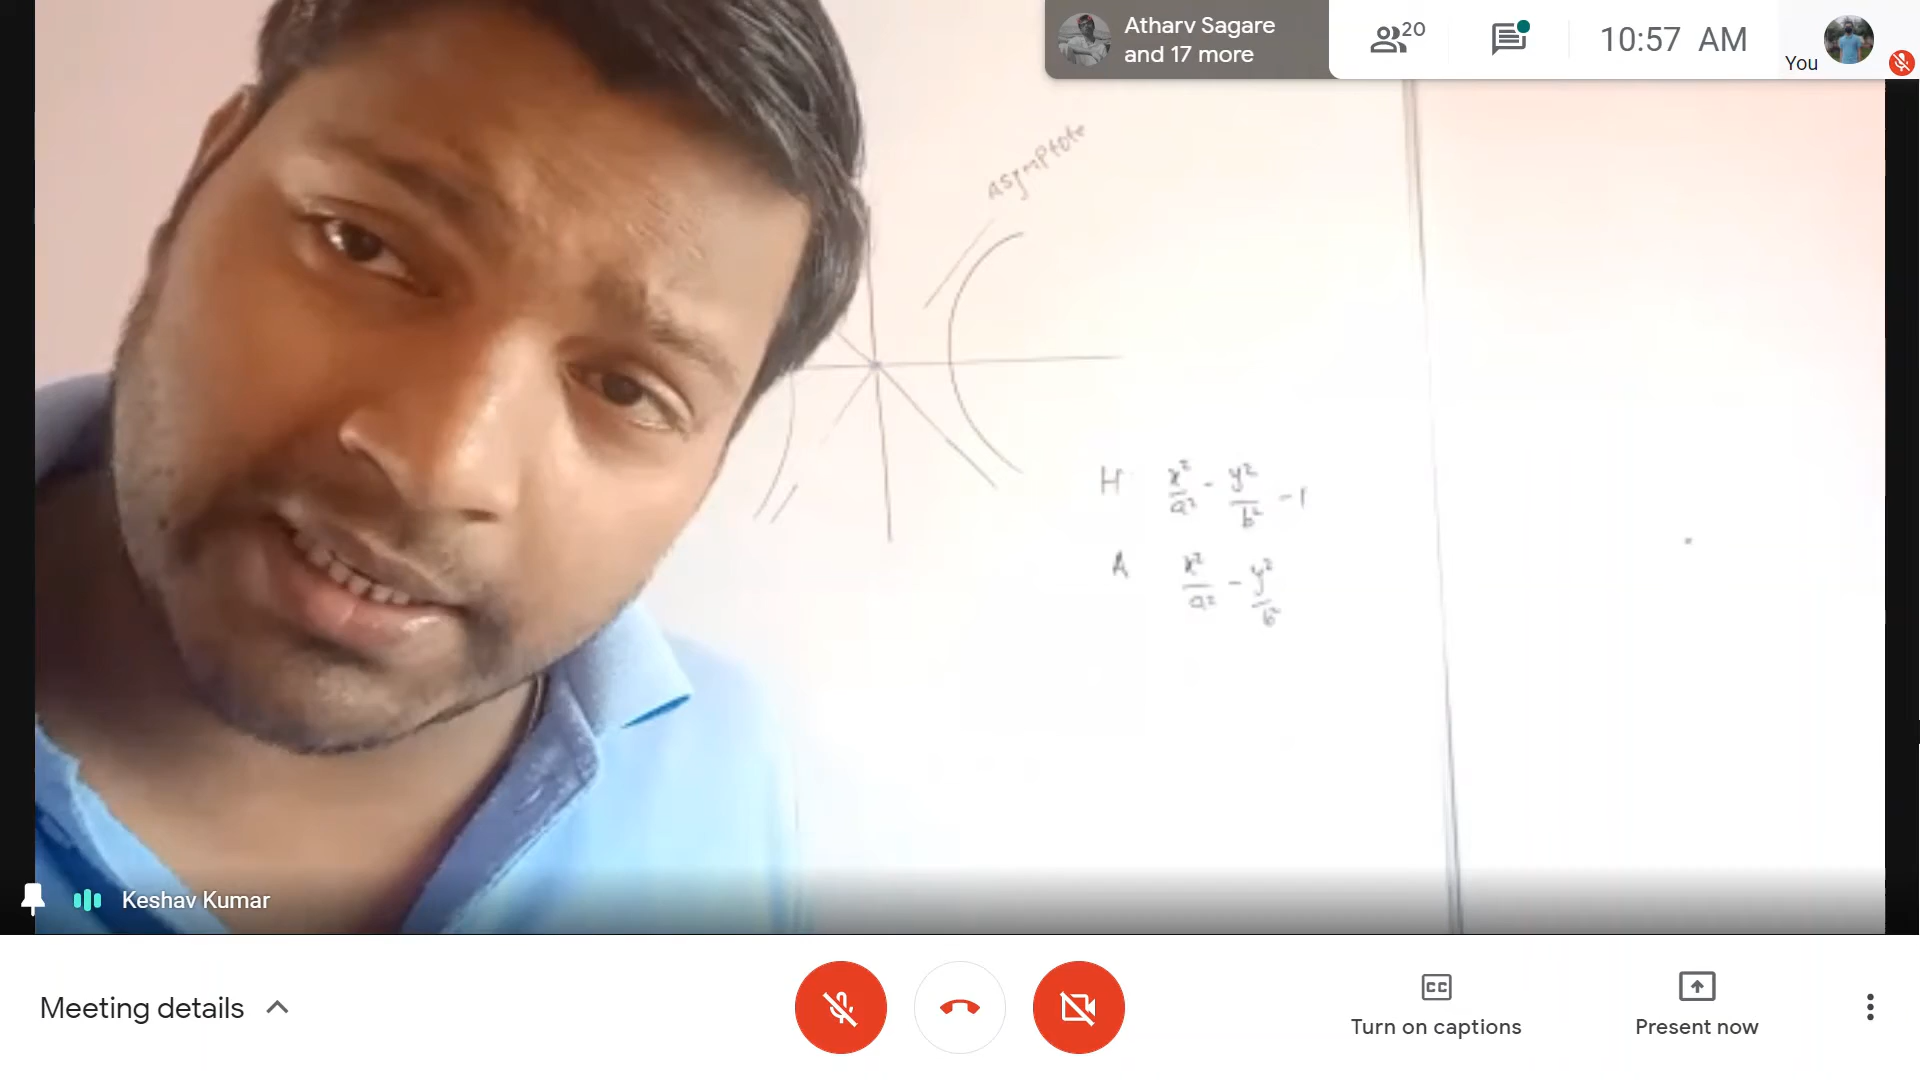 Atharv Sagare
and 17 more
20
10:57 AM
You
asymptote
H x²/a² - y²/b² - 1
A x²/a² - y²/b²
Keshav Kumar
Meeting details
CC
Turn on captions
Present now